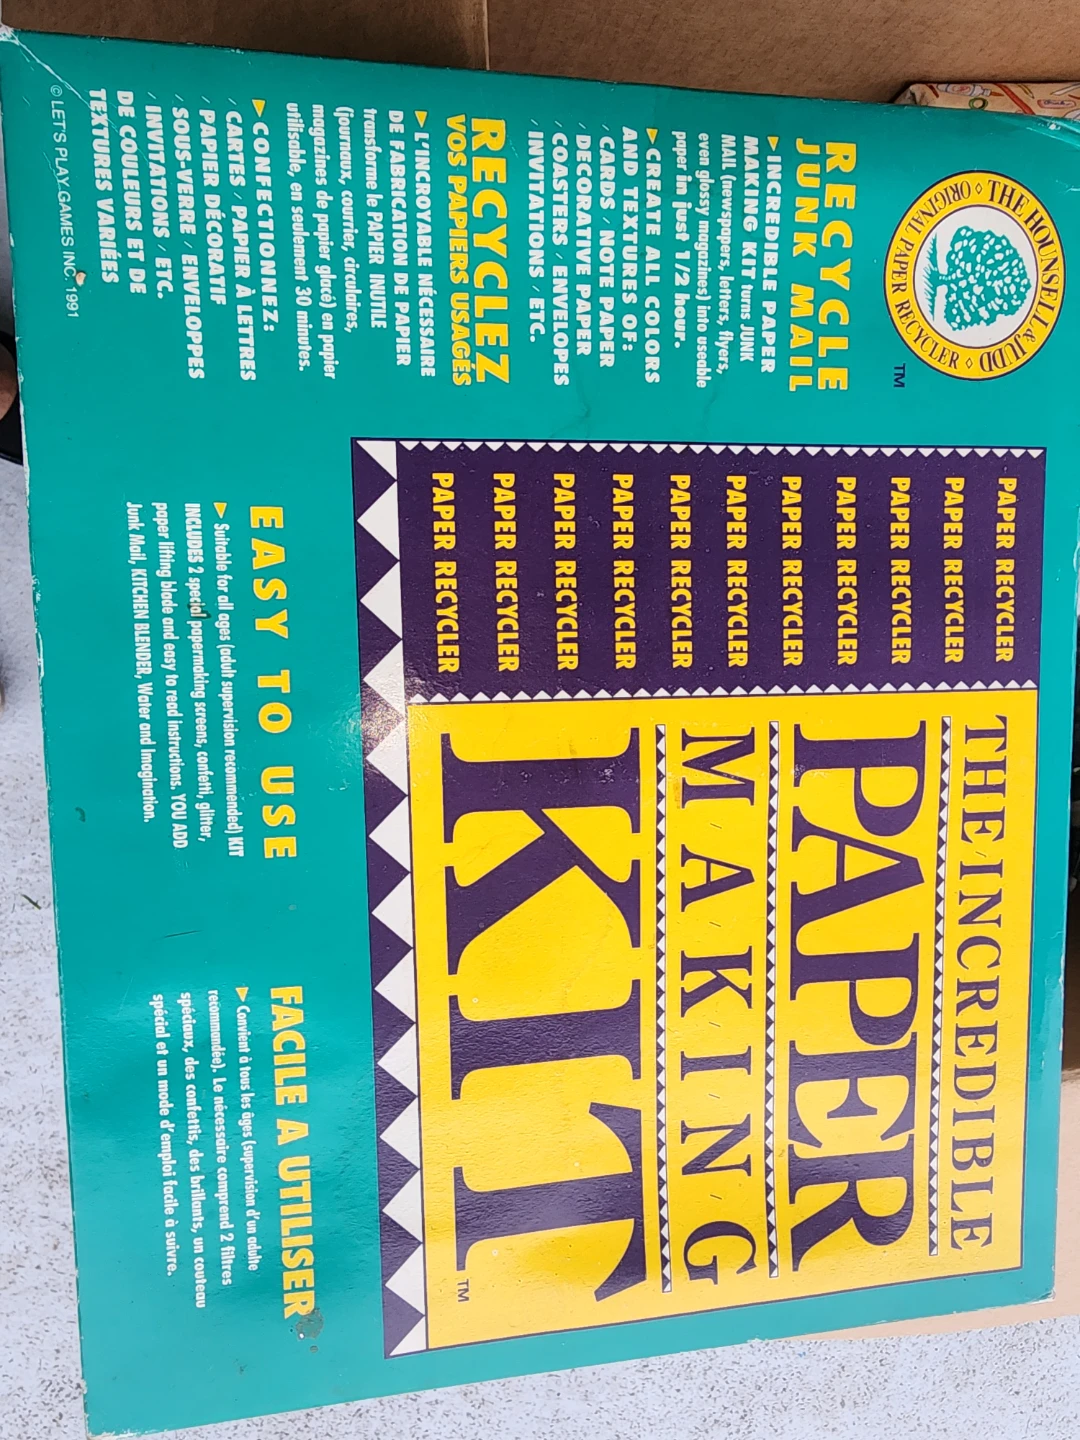 THE HOUNSELL & JUDD
ORIGINAL PAPER RECYCLER
TM
RECYCLE
JUNK MAIL
▶ INCREDIBLE PAPER
MAKING KIT turns JUNK
MAIL (newspapers, letters, flyers,
even glossy magazines) into useable
paper in just 1/2 hour.
▶ CREATE ALL COLORS
AND TEXTURES OF:
/ CARDS / NOTE PAPER
/ DECORATIVE PAPER
/ COASTERS / ENVELOPES
/ INVITATIONS / ETC.
RECYCLEZ
VOS PAPIERS USAGÉS
▶ L'INCROYABLE NÉCESSAIRE
DE FABRICATION DE PAPIER
transforme le PAPIER INUTILE
(journaux, courrier, circulaires,
magazines de papier glacé) en papier
utilisable, en seulement 30 minutes.
▶ CONFECTIONNEZ:
/ CARTES / PAPIER À LETTRES
/ PAPIER DÉCORATIF
/ SOUS-VERRE / ENVELOPPES
/ INVITATIONS / ETC.
DE COULEURS ET DE
TEXTURES VARIÉES
© LET'S PLAY GAMES INC. 1991
PAPER RECYCLER
PAPER RECYCLER
PAPER RECYCLER
PAPER RECYCLER
PAPER RECYCLER
PAPER RECYCLER
PAPER RECYCLER
PAPER RECYCLER
PAPER RECYCLER
PAPER RECYCLER
PAPER RECYCLER
THE INCREDIBLE
PAPER
MAKING
KIT
TM
EASY TO USE
▶ Suitable for all ages (adult supervision recommended) KIT
INCLUDES 2 special papermaking screens, confetti, glitter,
paper lifting blade and easy to read instructions. YOU ADD
Junk Mail, KITCHEN BLENDER, Water and Imagination.
FACILE A UTILISER
▶ Convient à tous les âges (supervision d'un adulte
recommandée). Le nécessaire comprend 2 filtres
spéciaux, des confettis, des brillants, un couteau
spécial et un mode d'emploi facile à suivre.